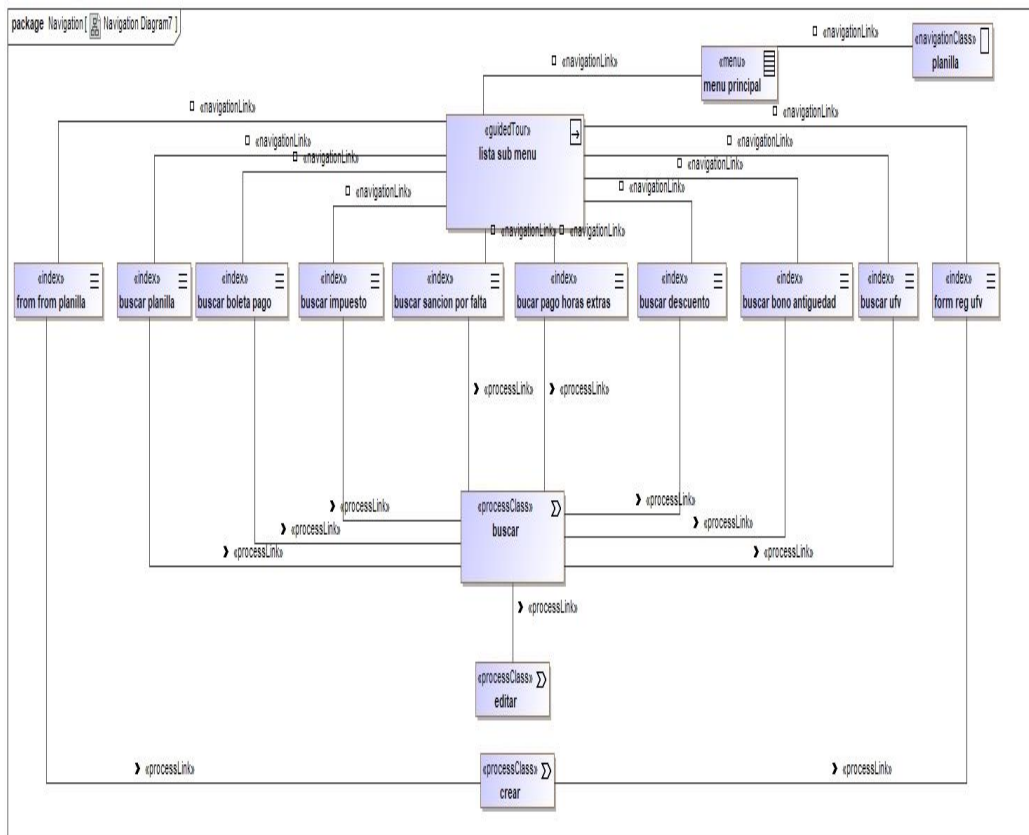 package Navigation [ Navigation Diagram7 ]
«navigationLink»
«navigationClass»
planilla
«navigationLink»
«menu»
menu principal
«navigationLink»
«navigationLink»
«guidedTour»
lista sub menu
«navigationLink»
«navigationLink»
«navigationLink»
«navigationLink»
«navigationLink»
«navigationLink»
«navigationLink»
«navigationLink»
«index»
from from planilla
«index»
buscar planilla
«index»
buscar boleta pago
«index»
buscar impuesto
«index»
buscar sancion por falta
«index»
bucar pago horas extras
«index»
buscar descuento
«index»
buscar bono antiguedad
«index»
buscar ufv
«index»
form reg ufv
«processLink»
«processLink»
«processLink»
«processLink»
«processClass»
buscar
«processLink»
«processLink»
«processLink»
«processLink»
«processLink»
«processClass»
editar
«processLink»
«processClass»
crear
«processLink»